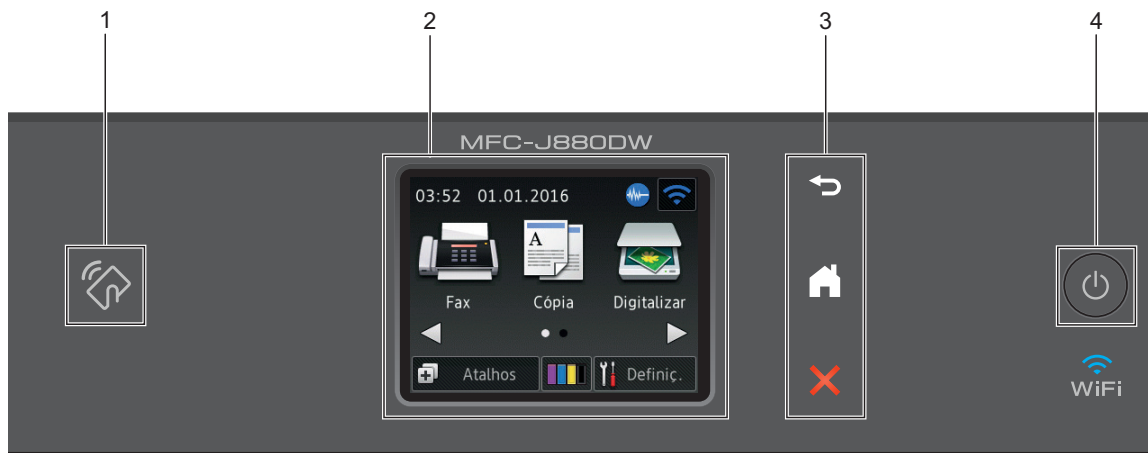 1 2 3 4
MFC-J880DW
03:52 01.01.2016
A
Fax Cópia Digitalizar
Atalhos Definiç.
WiFi